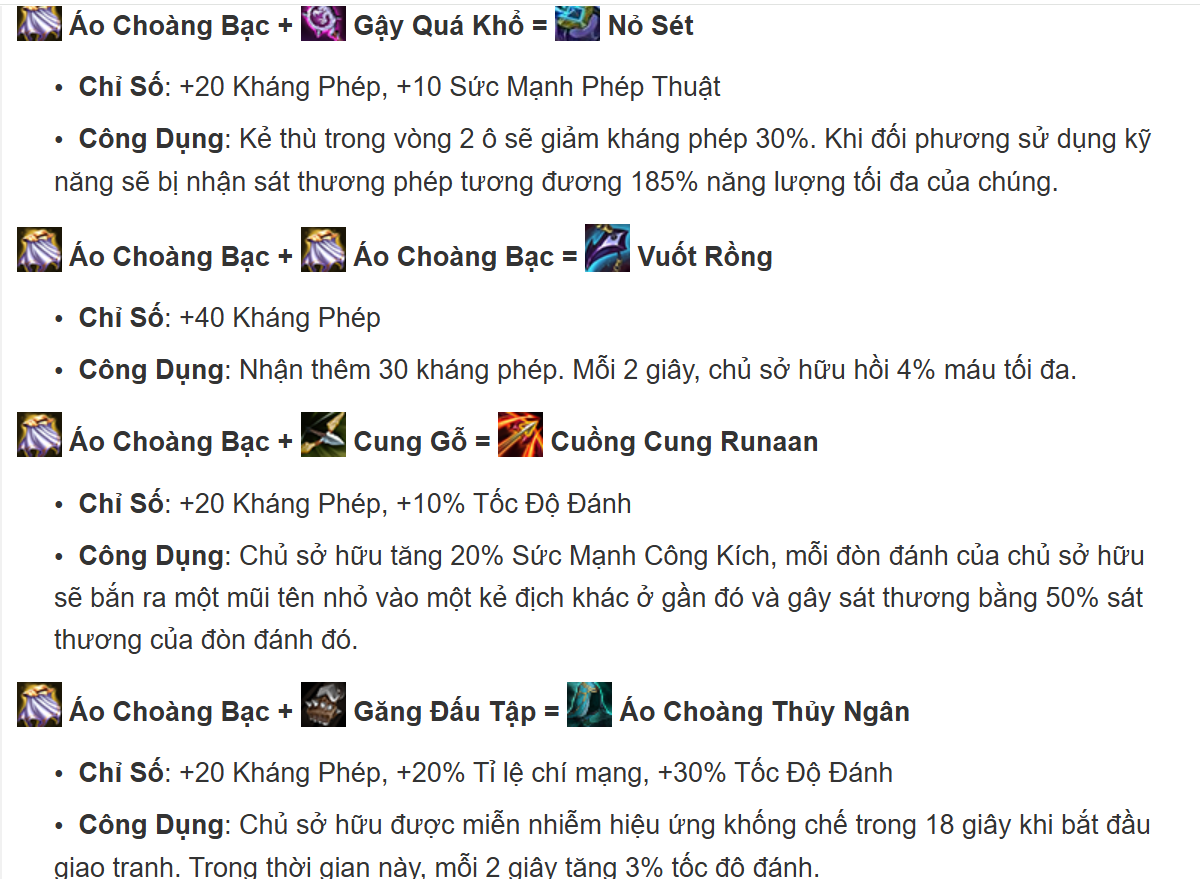 Áo Choàng Bạc + Gậy Quá Khổ = Nỏ Sét
• Chỉ Số: +20 Kháng Phép, +10 Sức Mạnh Phép Thuật
• Công Dụng: Kẻ thù trong vòng 2 ô sẽ giảm kháng phép 30%. Khi đối phương sử dụng kỹ
năng sẽ bị nhận sát thương phép tương đương 185% năng lượng tối đa của chúng.
Áo Choàng Bạc + Áo Choàng Bạc = Vuốt Rồng
• Chỉ Số: +40 Kháng Phép
• Công Dụng: Nhận thêm 30 kháng phép. Mỗi 2 giây, chủ sở hữu hồi 4% máu tối đa.
Áo Choàng Bạc + Cung Gỗ = Cuồng Cung Runaan
• Chỉ Số: +20 Kháng Phép, +10% Tốc Độ Đánh
• Công Dụng: Chủ sở hữu tăng 20% Sức Mạnh Công Kích, mỗi đòn đánh của chủ sở hữu
sẽ bắn ra một mũi tên nhỏ vào một kẻ địch khác ở gần đó và gây sát thương bằng 50% sát
thương của đòn đánh đó.
Áo Choàng Bạc + Găng Đấu Tập = Áo Choàng Thủy Ngân
• Chỉ Số: +20 Kháng Phép, +20% Tỉ lệ chí mạng, +30% Tốc Độ Đánh
• Công Dụng: Chủ sở hữu được miễn nhiễm hiệu ứng khống chế trong 18 giây khi bắt đầu
giao tranh. Trong thời gian này, mỗi 2 giây tăng 3% tốc độ đánh.